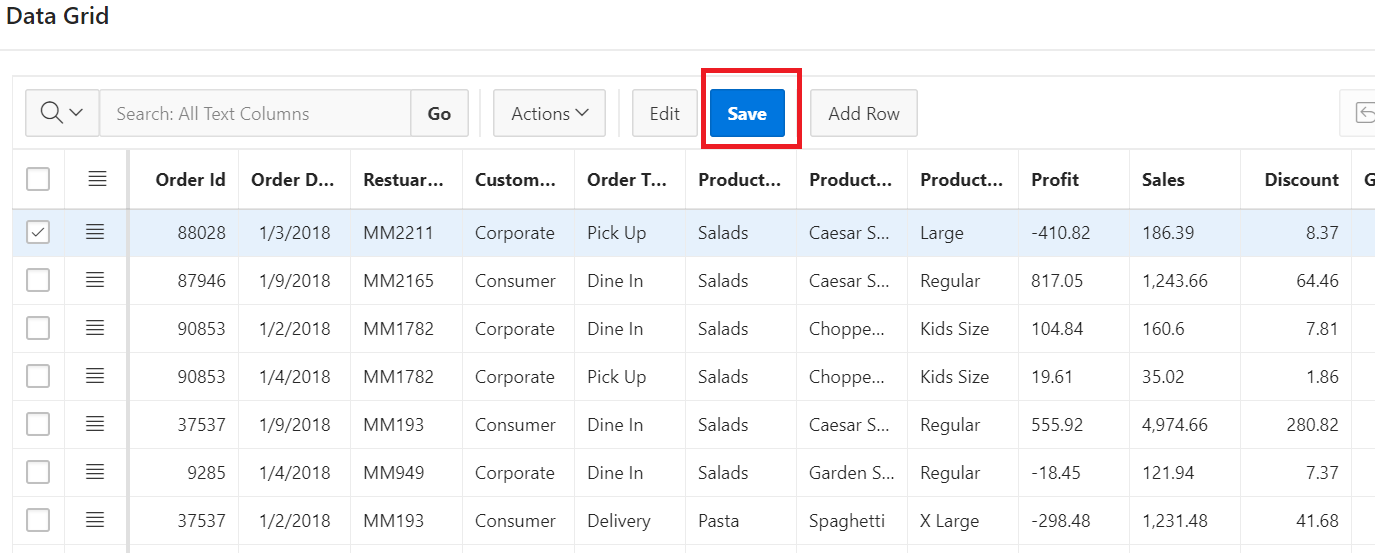 Data Grid
Search: All Text Columns Go Actions Edit Save Add Row
Order Id Order D... Restuar... Custom... Order T... Product... Product... Product... Profit Sales Discount G
88028 1/3/2018 MM2211 Corporate Pick Up Salads Caesar S... Large -410.82 186.39 8.37
87946 1/9/2018 MM2165 Consumer Dine In Salads Caesar S... Regular 817.05 1,243.66 64.46
90853 1/2/2018 MM1782 Corporate Dine In Salads Choppe... Kids Size 104.84 160.6 7.81
90853 1/4/2018 MM1782 Corporate Pick Up Salads Choppe... Kids Size 19.61 35.02 1.86
37537 1/9/2018 MM193 Consumer Dine In Salads Caesar S... Regular 555.92 4,974.66 280.82
9285 1/4/2018 MM949 Corporate Dine In Salads Garden S... Regular -18.45 121.94 7.37
37537 1/2/2018 MM193 Consumer Delivery Pasta Spaghetti X Large -298.48 1,231.48 41.68